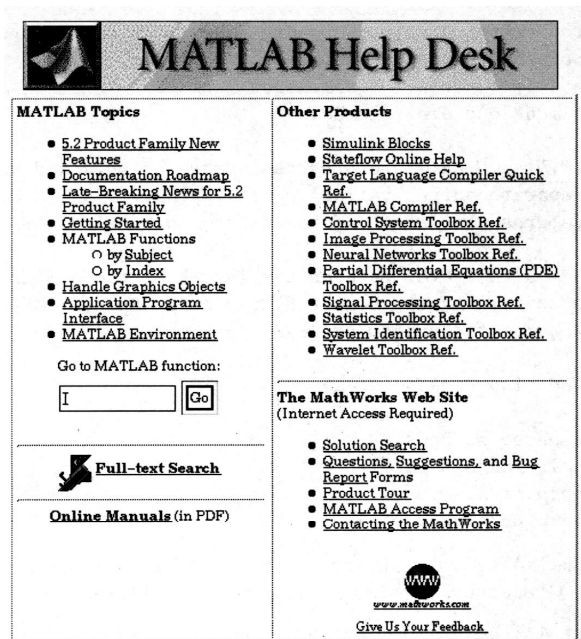 MATLAB Help Desk
MATLAB Topics
5.2 Product Family New
Features
Documentation Roadmap
Late-Breaking News for 5.2
Product Family
Getting Started
MATLAB Functions
by Subject
by Index
Handle Graphics Objects
Application Program
Interface
MATLAB Environment
Go to MATLAB function:
Go
Full-text Search
Online Manuals (in PDF)
Other Products
Simulink Blocks
Stateflow Online Help
Target Language Compiler Quick
Ref.
MATLAB Compiler Ref.
Control System Toolbox Ref.
Image Processing Toolbox Ref.
Neural Networks Toolbox Ref.
Partial Differential Equations (PDE)
Toolbox Ref.
Signal Processing Toolbox Ref.
Statistics Toolbox Ref.
System Identification Toolbox Ref.
Wavelet Toolbox Ref.
The MathWorks Web Site
(Internet Access Required)
Solution Search
Questions, Suggestions, and Bug
Report Forms
Product Tour
MATLAB Access Program
Contacting the MathWorks
WWW
www.mathworks.com
Give Us Your Feedback